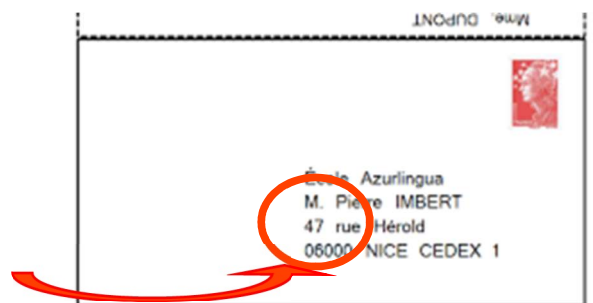 Mme. DUPONT
École Azurlingua
M. Pierre IMBERT
47 rue Hérold
06000 NICE CEDEX 1